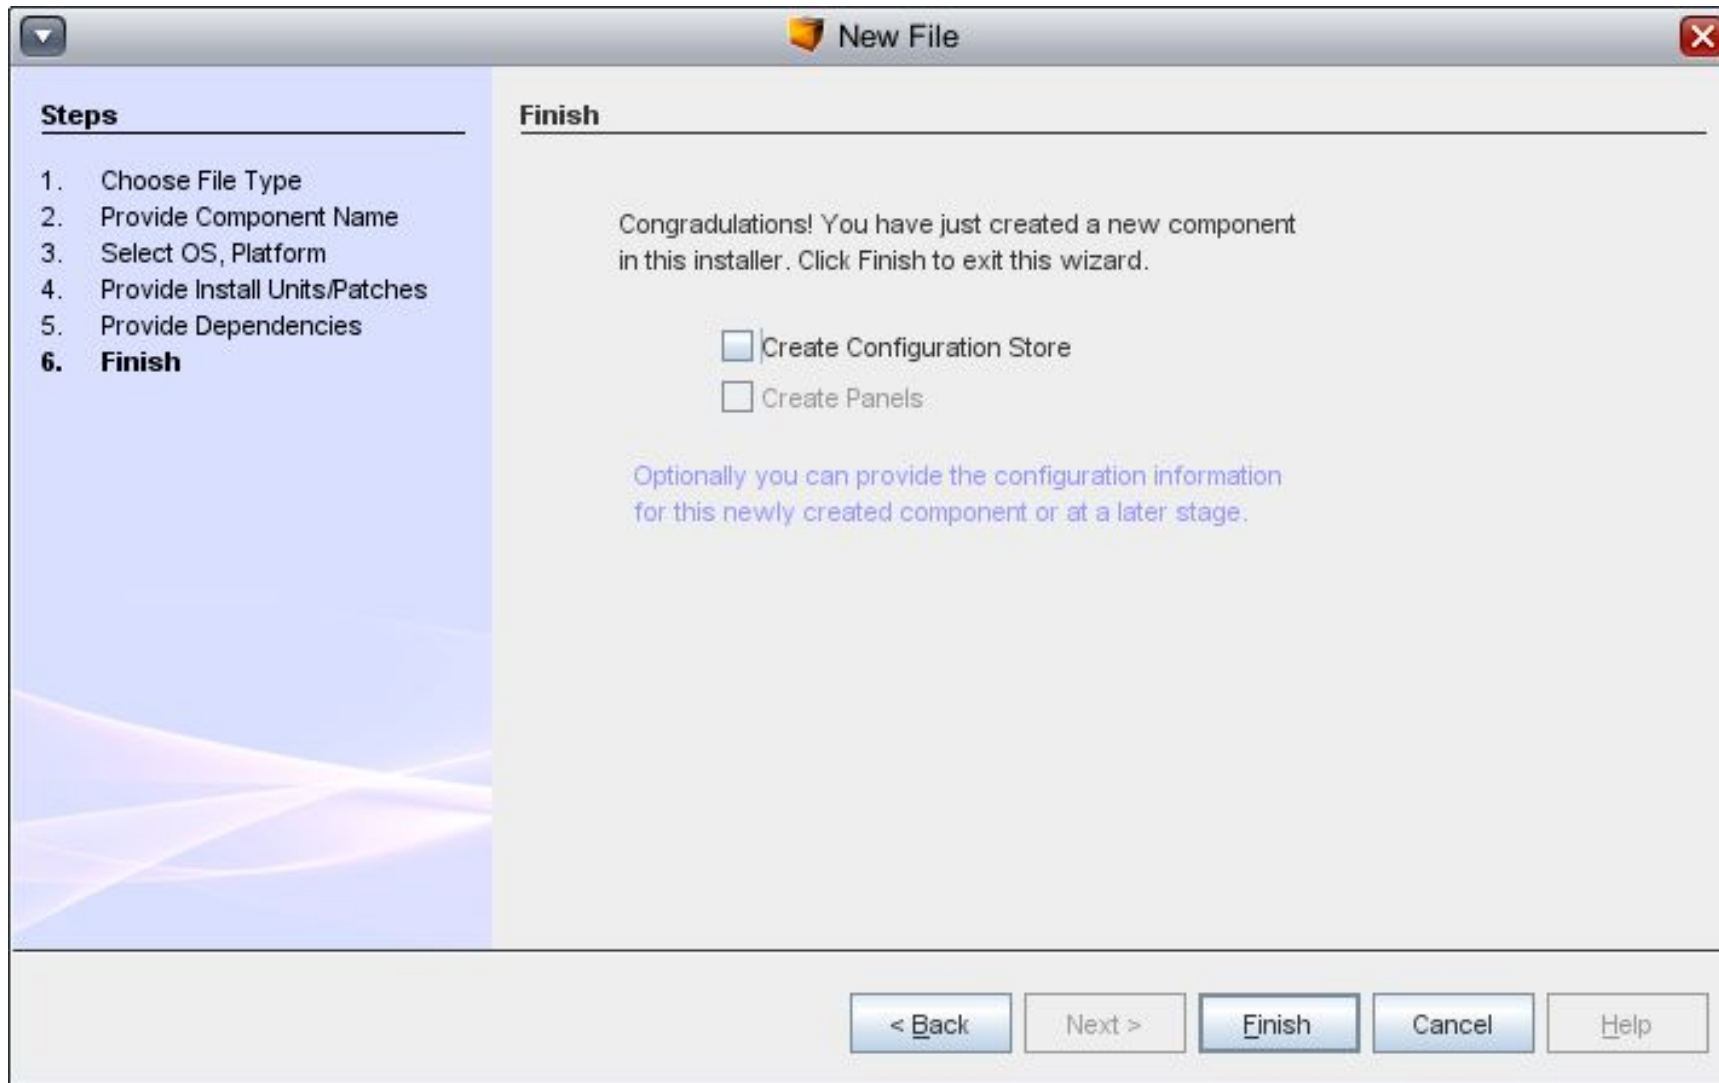 New File
Steps
1. Choose File Type
2. Provide Component Name
3. Select OS, Platform
4. Provide Install Units/Patches
5. Provide Dependencies
6. Finish
Finish
Congradulations! You have just created a new component
in this installer. Click Finish to exit this wizard.
Create Configuration Store
Create Panels
Optionally you can provide the configuration information
for this newly created component or at a later stage.
< Back
Next >
Finish
Cancel
Help